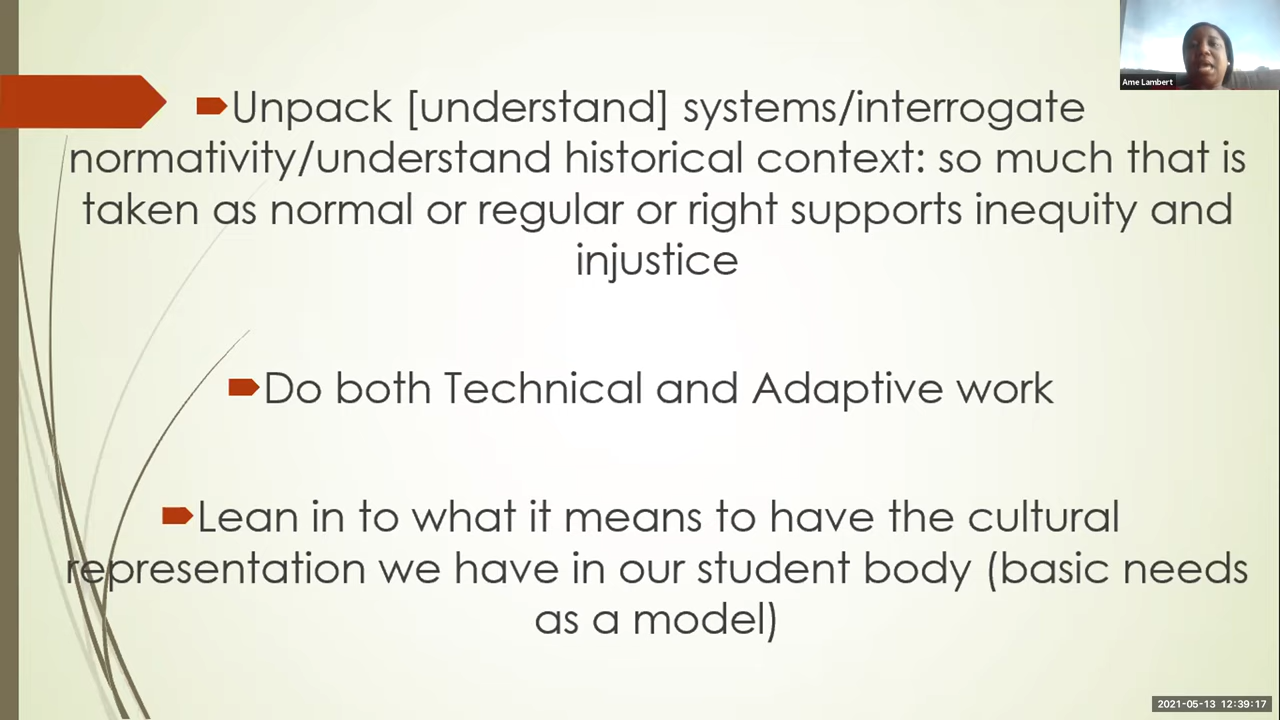 Ame Lambert
Unpack [understand] systems/interrogate
normativity/understand historical context: so much that is
taken as normal or regular or right supports inequity and
injustice
Do both Technical and Adaptive work
Lean in to what it means to have the cultural
representation we have in our student body (basic needs
as a model)
2021-05-13 12:39:17